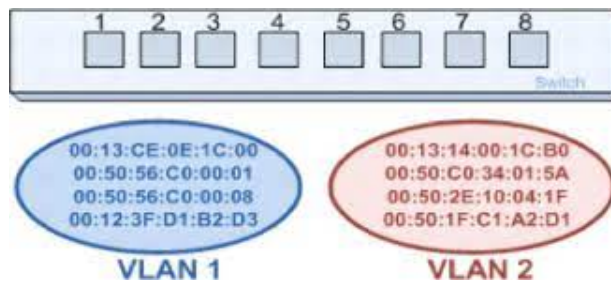 1 2 3 4 5 6 7 8
Switch
00:13:CE:0E:1C:00
00:50:56:C0:00:01
00:50:56:C0:00:08
00:12:3F:D1:B2:D3
VLAN 1
00:13:14:00:1C:B0
00:50:C0:34:01:5A
00:50:2E:10:04:1F
00:50:1F:C1:A2:D1
VLAN 2